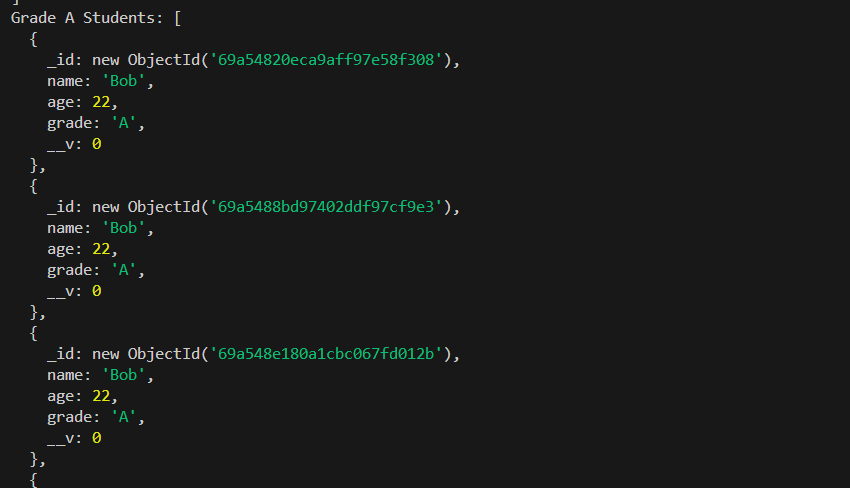 ]
Grade A Students: [
  {
    _id: new ObjectId('69a54820eca9aff97e58f308'),
    name: 'Bob',
    age: 22,
    grade: 'A',
    __v: 0
  },
  {
    _id: new ObjectId('69a5488bd97402ddf97cf9e3'),
    name: 'Bob',
    age: 22,
    grade: 'A',
    __v: 0
  },
  {
    _id: new ObjectId('69a548e180a1cbc067fd012b'),
    name: 'Bob',
    age: 22,
    grade: 'A',
    __v: 0
  },
  {